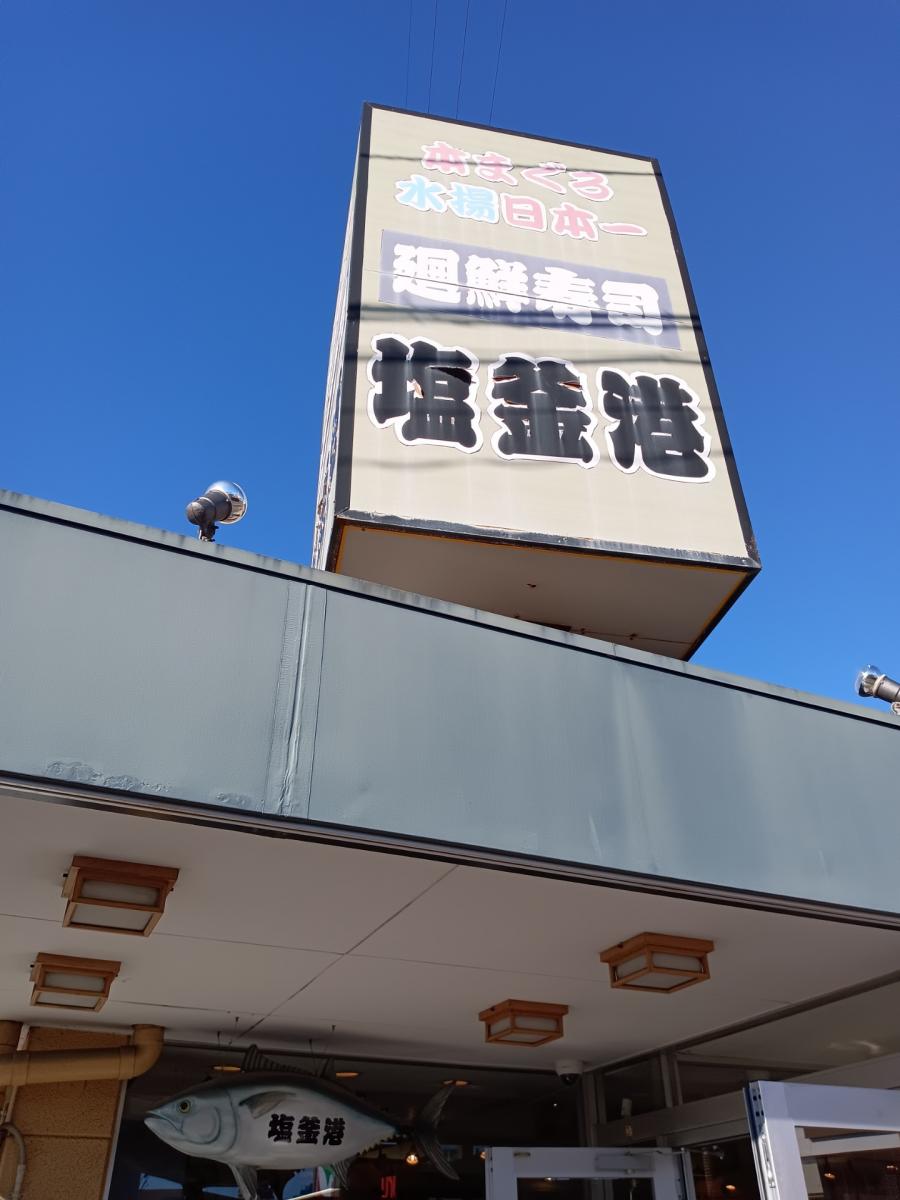 本まぐろ
水揚日本一
廻鮮寿司
塩釜港
塩釜港